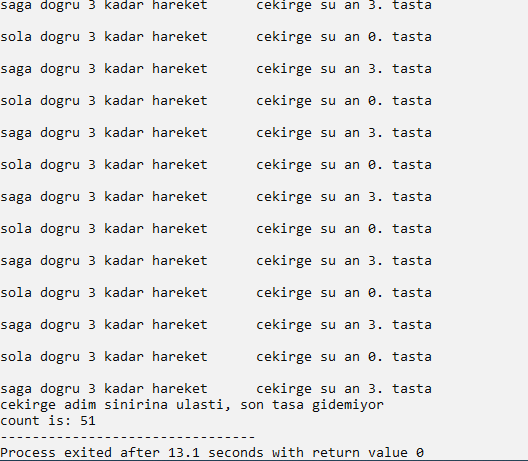 saga dogru 3 kadar hareket      cekirge su an 3. tasta
sola dogru 3 kadar hareket      cekirge su an 0. tasta
saga dogru 3 kadar hareket      cekirge su an 3. tasta
sola dogru 3 kadar hareket      cekirge su an 0. tasta
saga dogru 3 kadar hareket      cekirge su an 3. tasta
sola dogru 3 kadar hareket      cekirge su an 0. tasta
saga dogru 3 kadar hareket      cekirge su an 3. tasta
sola dogru 3 kadar hareket      cekirge su an 0. tasta
saga dogru 3 kadar hareket      cekirge su an 3. tasta
sola dogru 3 kadar hareket      cekirge su an 0. tasta
saga dogru 3 kadar hareket      cekirge su an 3. tasta
sola dogru 3 kadar hareket      cekirge su an 0. tasta
saga dogru 3 kadar hareket      cekirge su an 3. tasta
cekirge adim sinirina ulasti, son tasa gidemiyor
count is: 51
--------------------------------
Process exited after 13.1 seconds with return value 0